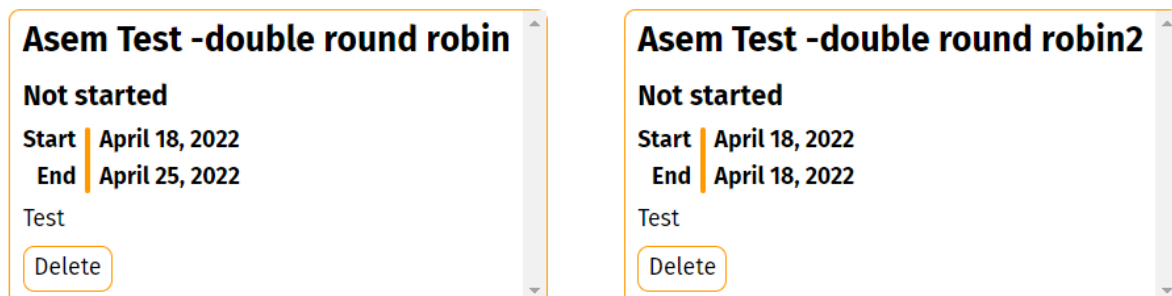 Asem Test -double round robin
Not started
Start April 18, 2022
End April 25, 2022
Test
Delete
Asem Test -double round robin2
Not started
Start April 18, 2022
End April 18, 2022
Test
Delete